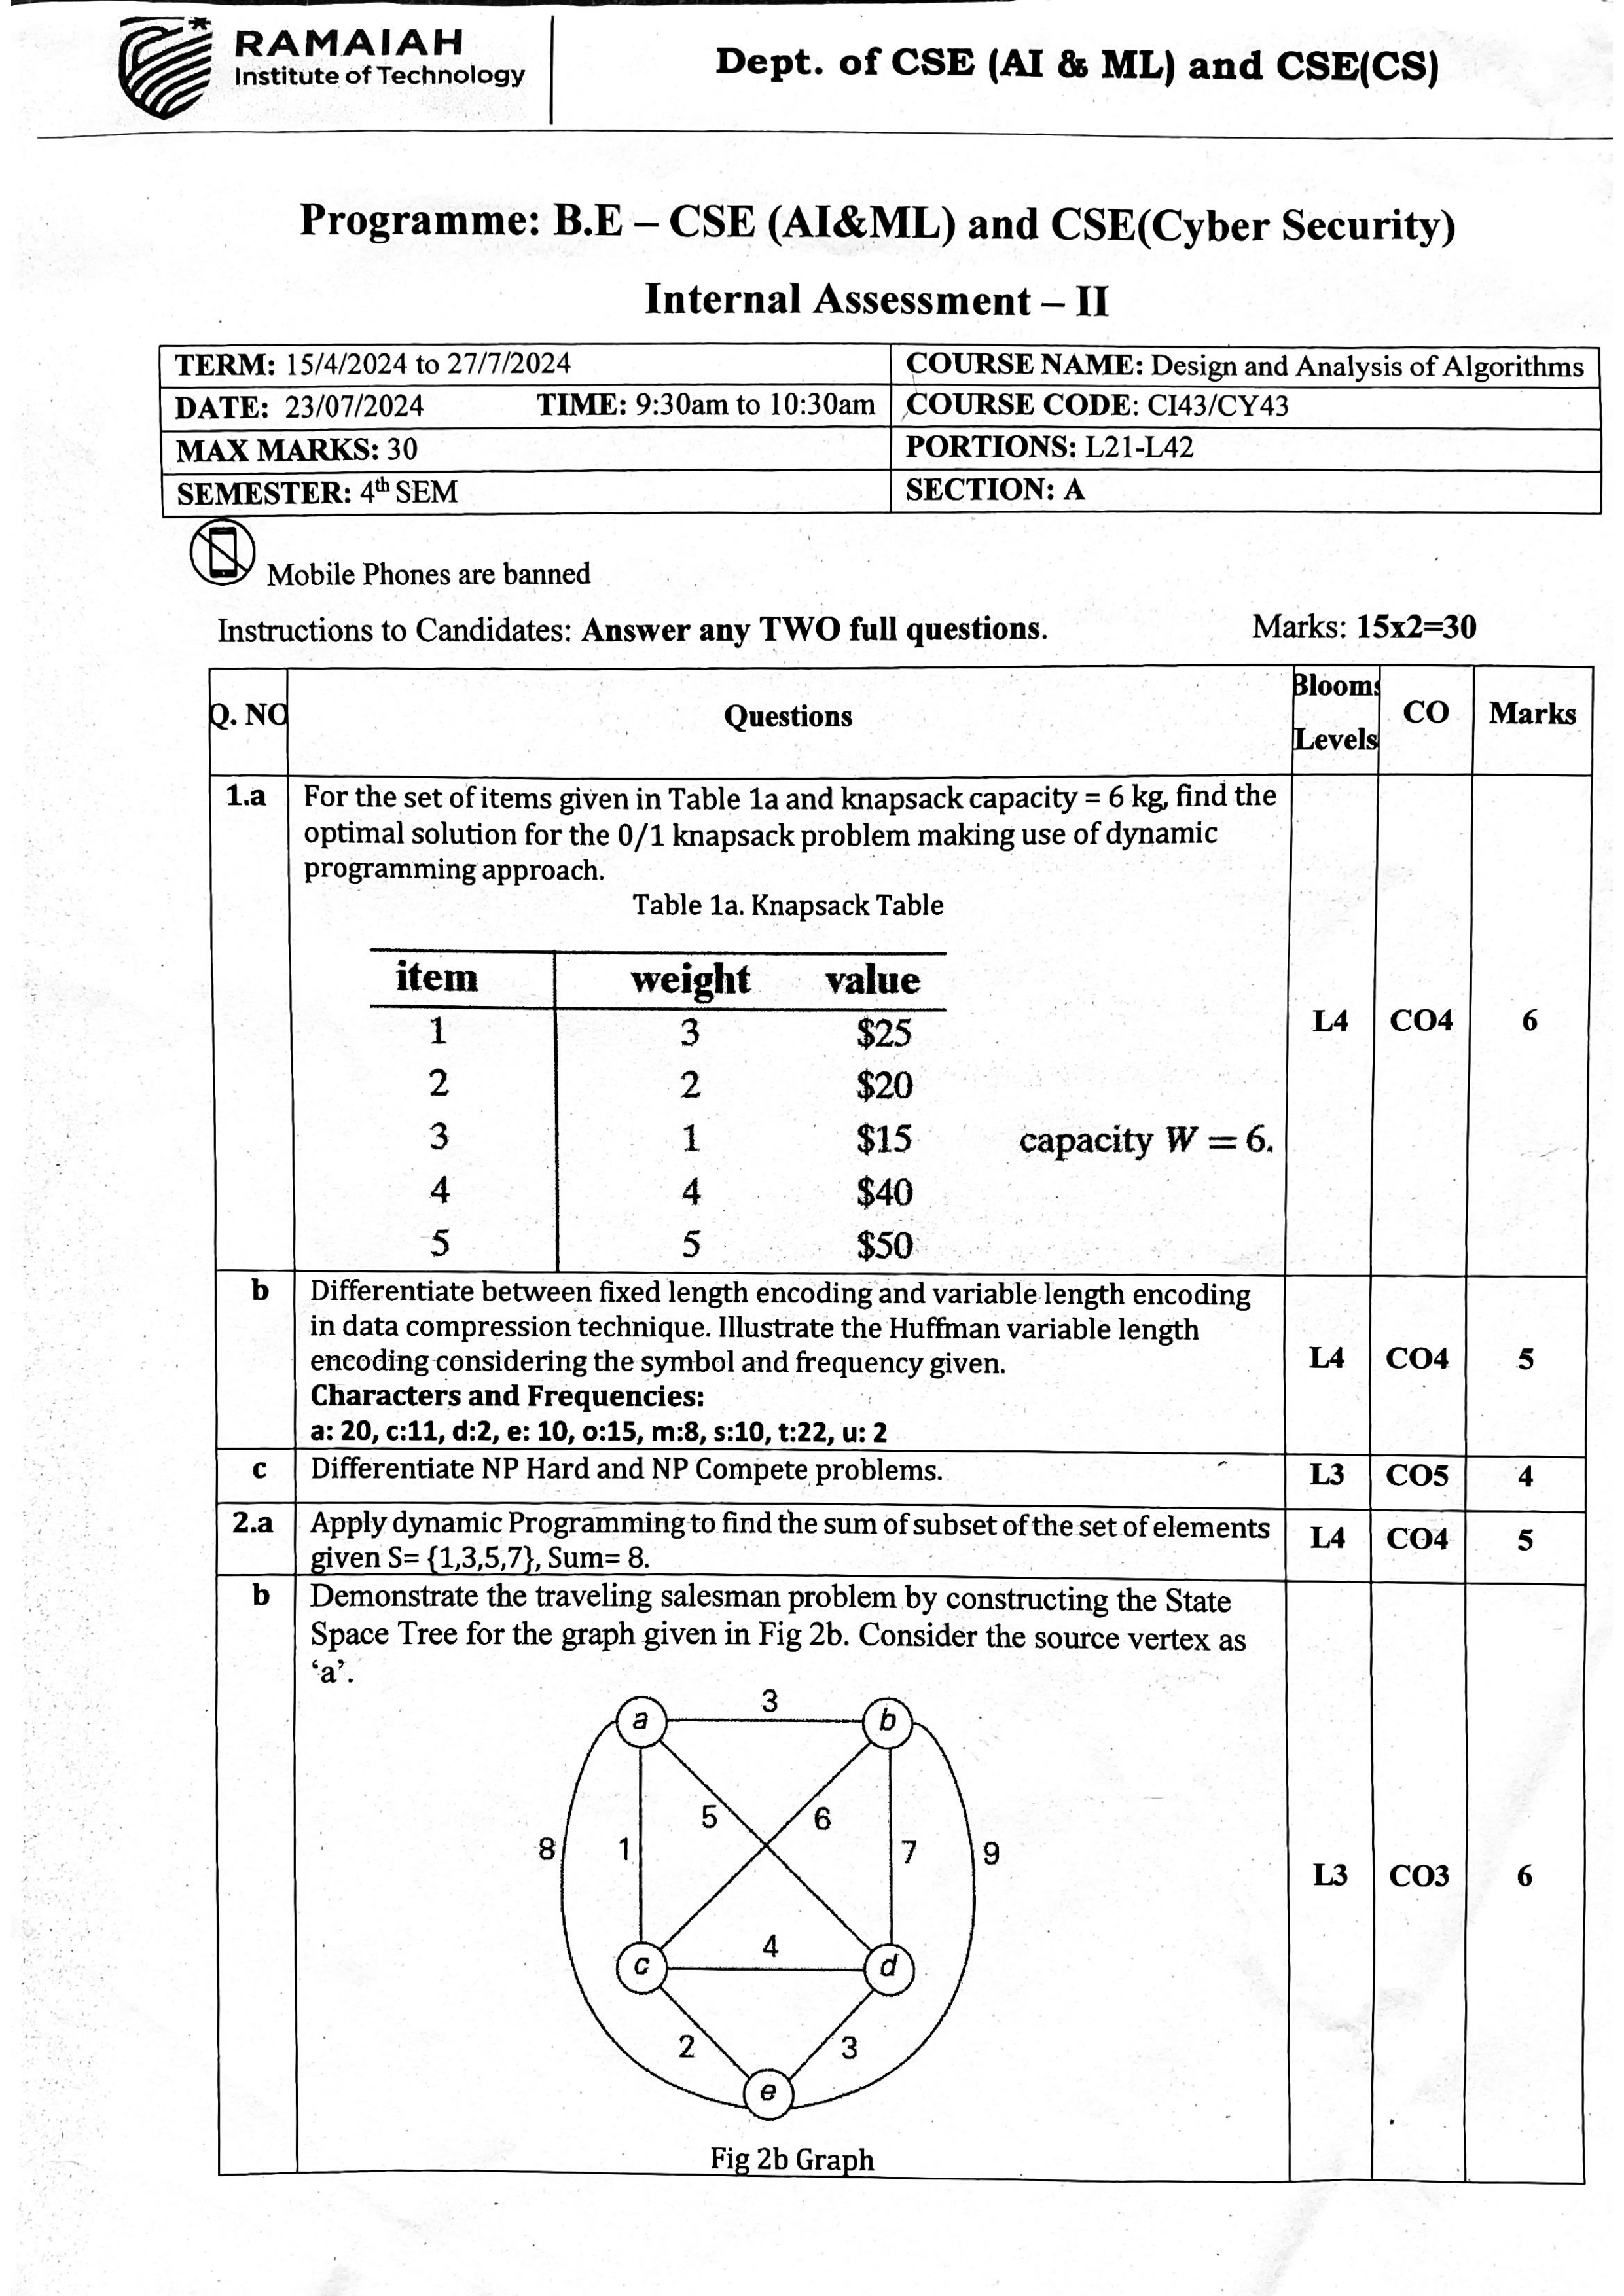 RAMAIAH
Institute of Technology
Dept. of CSE (AI & ML) and CSE(CS)
Programme: B.E – CSE (AI&ML) and CSE(Cyber Security)
Internal Assessment – II
TERM: 15/4/2024 to 27/7/2024 COURSE NAME: Design and Analysis of Algorithms
DATE: 23/07/2024 TIME: 9:30am to 10:30am COURSE CODE: CI43/CY43
MAX MARKS: 30 PORTIONS: L21-L42
SEMESTER: 4th SEM SECTION: A
Mobile Phones are banned
Instructions to Candidates: Answer any TWO full questions. Marks: 15x2=30
Q. NO Questions Blooms Levels CO Marks
1.a For the set of items given in Table 1a and knapsack capacity = 6 kg, find the
optimal solution for the 0/1 knapsack problem making use of dynamic
programming approach.
Table 1a. Knapsack Table
item weight value
1 3 $25
2 2 $20
3 1 $15 capacity W = 6.
4 4 $40
5 5 $50
L4 CO4 6
b Differentiate between fixed length encoding and variable length encoding
in data compression technique. Illustrate the Huffman variable length
encoding considering the symbol and frequency given.
Characters and Frequencies:
a: 20, c:11, d:2, e: 10, o:15, m:8, s:10, t:22, u: 2
L4 CO4 5
c Differentiate NP Hard and NP Compete problems. L3 CO5 4
2.a Apply dynamic Programming to find the sum of subset of the set of elements
given S= {1,3,5,7}, Sum= 8.
L4 CO4 5
b Demonstrate the traveling salesman problem by constructing the State
Space Tree for the graph given in Fig 2b. Consider the source vertex as
‘a’.
3
a b
5 6
8 1 7 9
4
c d
2 3
e
L3 CO3 6
Fig 2b Graph